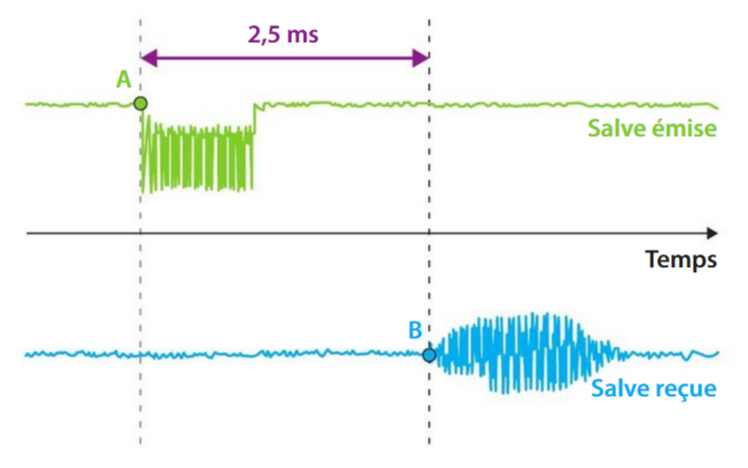 2,5 ms
A
Salve émise
Temps
B
Salve reçue